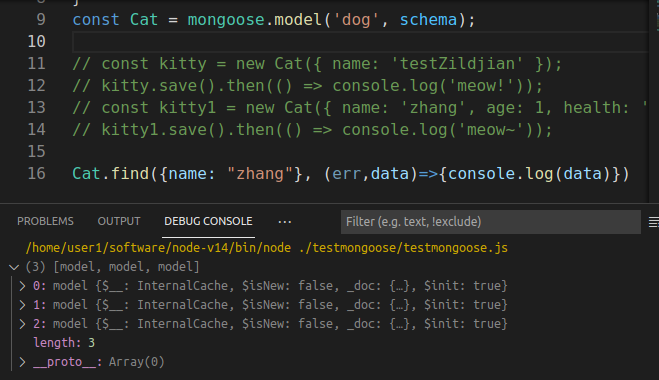 }
9 const Cat = mongoose.model('dog', schema);
10
11 // const kitty = new Cat({ name: 'testZildjian' });
12 // kitty.save().then(() => console.log('meow!'));
13 // const kitty1 = new Cat({ name: 'zhang', age: 1, health: '
14 // kitty1.save().then(() => console.log('meow~'));
15
16 Cat.find({name: "zhang"}, (err,data)=>{console.log(data)})
PROBLEMS OUTPUT DEBUG CONSOLE ··· Filter (e.g. text, !exclude)
/home/user1/software/node-v14/bin/node ./testmongoose/testmongoose.js
(3) [model, model, model]
0: model {$__: InternalCache, $isNew: false, _doc: {…}, $init: true}
1: model {$__: InternalCache, $isNew: false, _doc: {…}, $init: true}
2: model {$__: InternalCache, $isNew: false, _doc: {…}, $init: true}
length: 3
__proto__: Array(0)